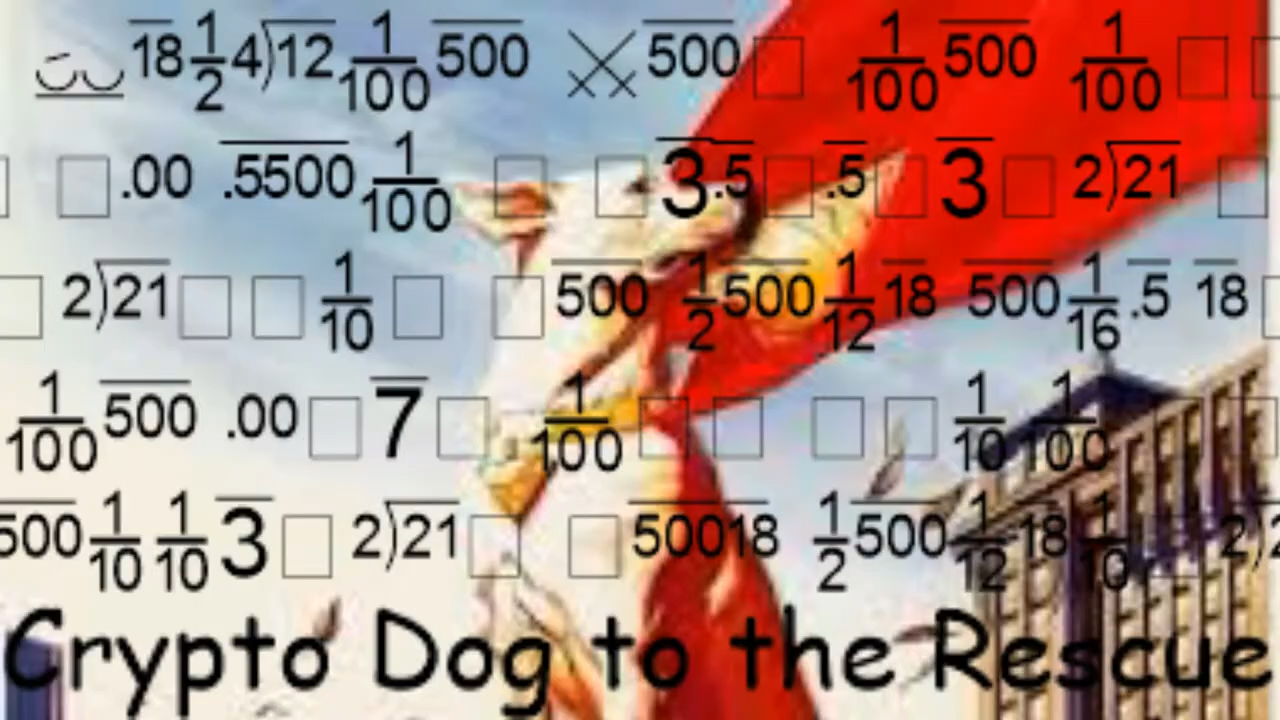 18 1/2 4)12 1/100 500 500 1/100 500 1/100
.00 .5500 1/100 3 .5 .5 3 2)21
2)21 1/10 500 1/2 500 1/12 18 500 1/16 .5 18
1/100 500 .00 7 1/100 1/10 1/100
500 1/10 1/10 3 2)21 50018 1/2 500 1/12 18
Crypto Dog to the Rescue